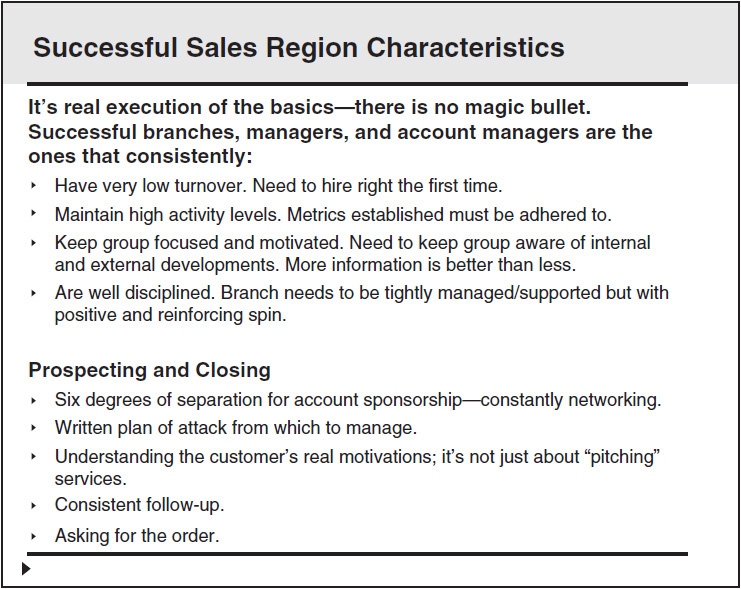 Successful Sales Region Characteristics
It’s real execution of the basics—there is no magic bullet.
Successful branches, managers, and account managers are the
ones that consistently:
‣ Have very low turnover. Need to hire right the first time.
‣ Maintain high activity levels. Metrics established must be adhered to.
‣ Keep group focused and motivated. Need to keep group aware of internal
and external developments. More information is better than less.
‣ Are well disciplined. Branch needs to be tightly managed/supported but with
positive and reinforcing spin.
Prospecting and Closing
‣ Six degrees of separation for account sponsorship—constantly networking.
‣ Written plan of attack from which to manage.
‣ Understanding the customer’s real motivations; it’s not just about “pitching”
services.
‣ Consistent follow-up.
‣ Asking for the order.